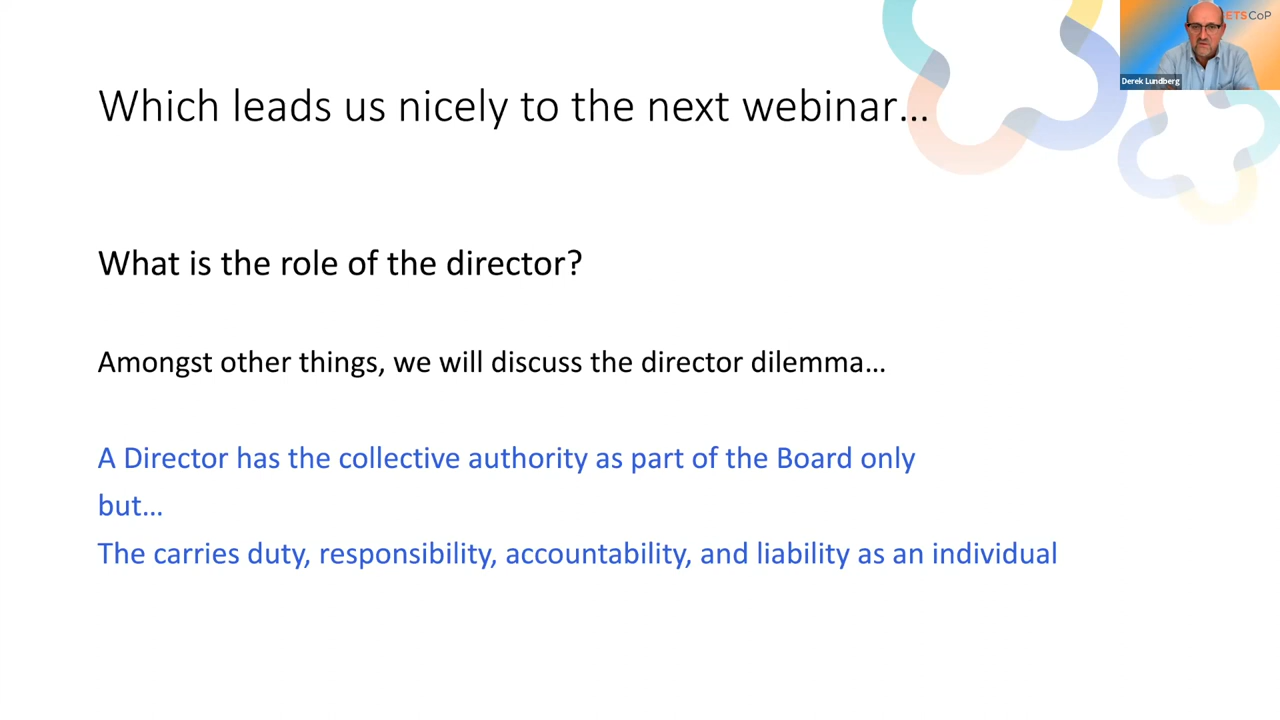 Which leads us nicely to the next webinar…
ETSCoP
Derek Lundberg
What is the role of the director?
Amongst other things, we will discuss the director dilemma…
A Director has the collective authority as part of the Board only
but…
The carries duty, responsibility, accountability, and liability as an individual